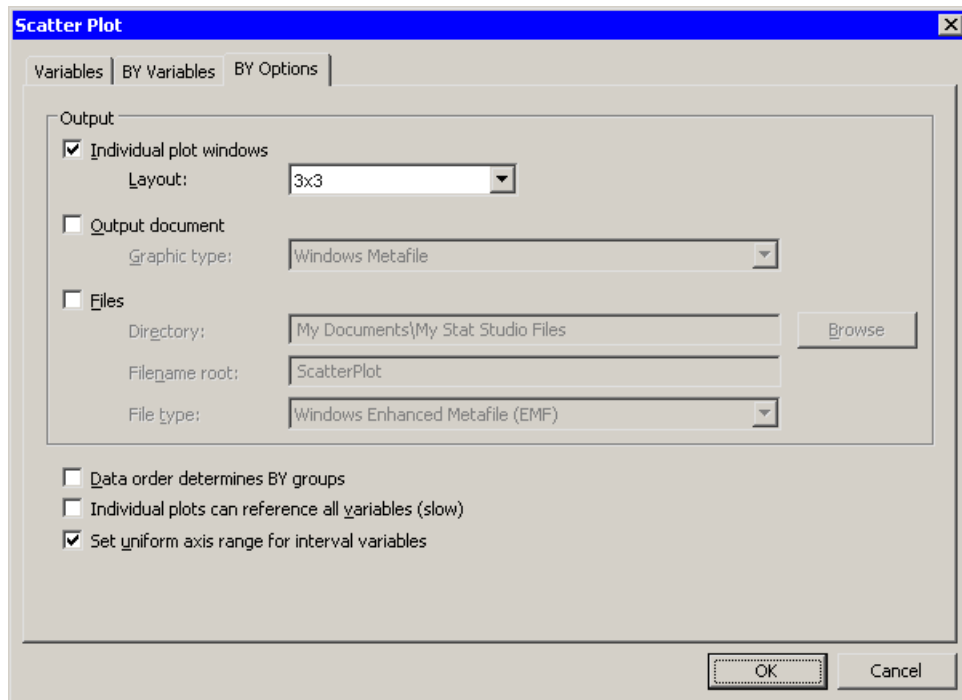 Scatter Plot
Variables
BY Variables
BY Options
Output
Individual plot windows
Layout:
3x3
Output document
Graphic type:
Windows Metafile
Files
Directory:
My Documents\My Stat Studio Files
Browse
Filename root:
ScatterPlot
File type:
Windows Enhanced Metafile (EMF)
Data order determines BY groups
Individual plots can reference all variables (slow)
Set uniform axis range for interval variables
OK
Cancel